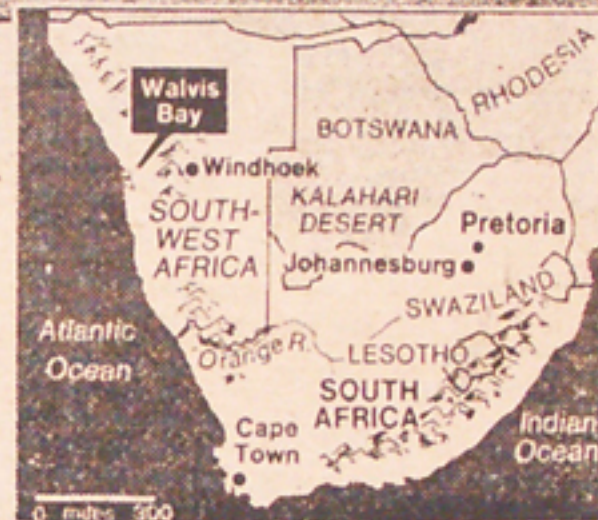 Walvis
Bay
RHODESIA
BOTSWANA
Windhoek
KALAHARI
DESERT
SOUTH-
WEST
AFRICA
Pretoria
Johannesburg
SWAZILAND
Atlantic
Ocean
Orange R.
LESOTHO
SOUTH
AFRICA
Cape
Town
Indian
Ocean
0 miles 300